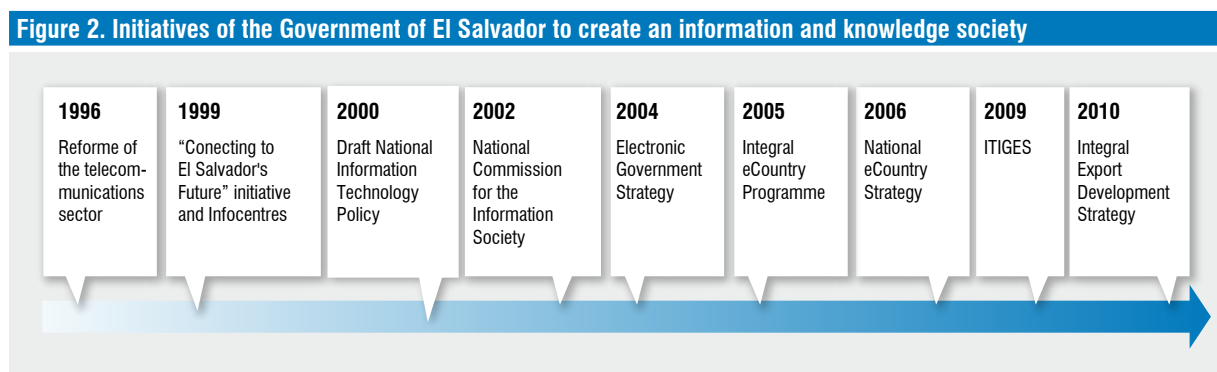 Figure 2. Initiatives of the Government of El Salvador to create an information and knowledge society
1996
Reforme of
the telecom-
munications
sector
1999
“Conecting to
El Salvador's
Future” initiative
and Infocentres
2000
Draft National
Information
Technology
Policy
2002
National
Commission
for the
Information
Society
2004
Electronic
Government
Strategy
2005
Integral
eCountry
Programme
2006
National
eCountry
Strategy
2009
ITIGES
2010
Integral
Export
Development
Strategy